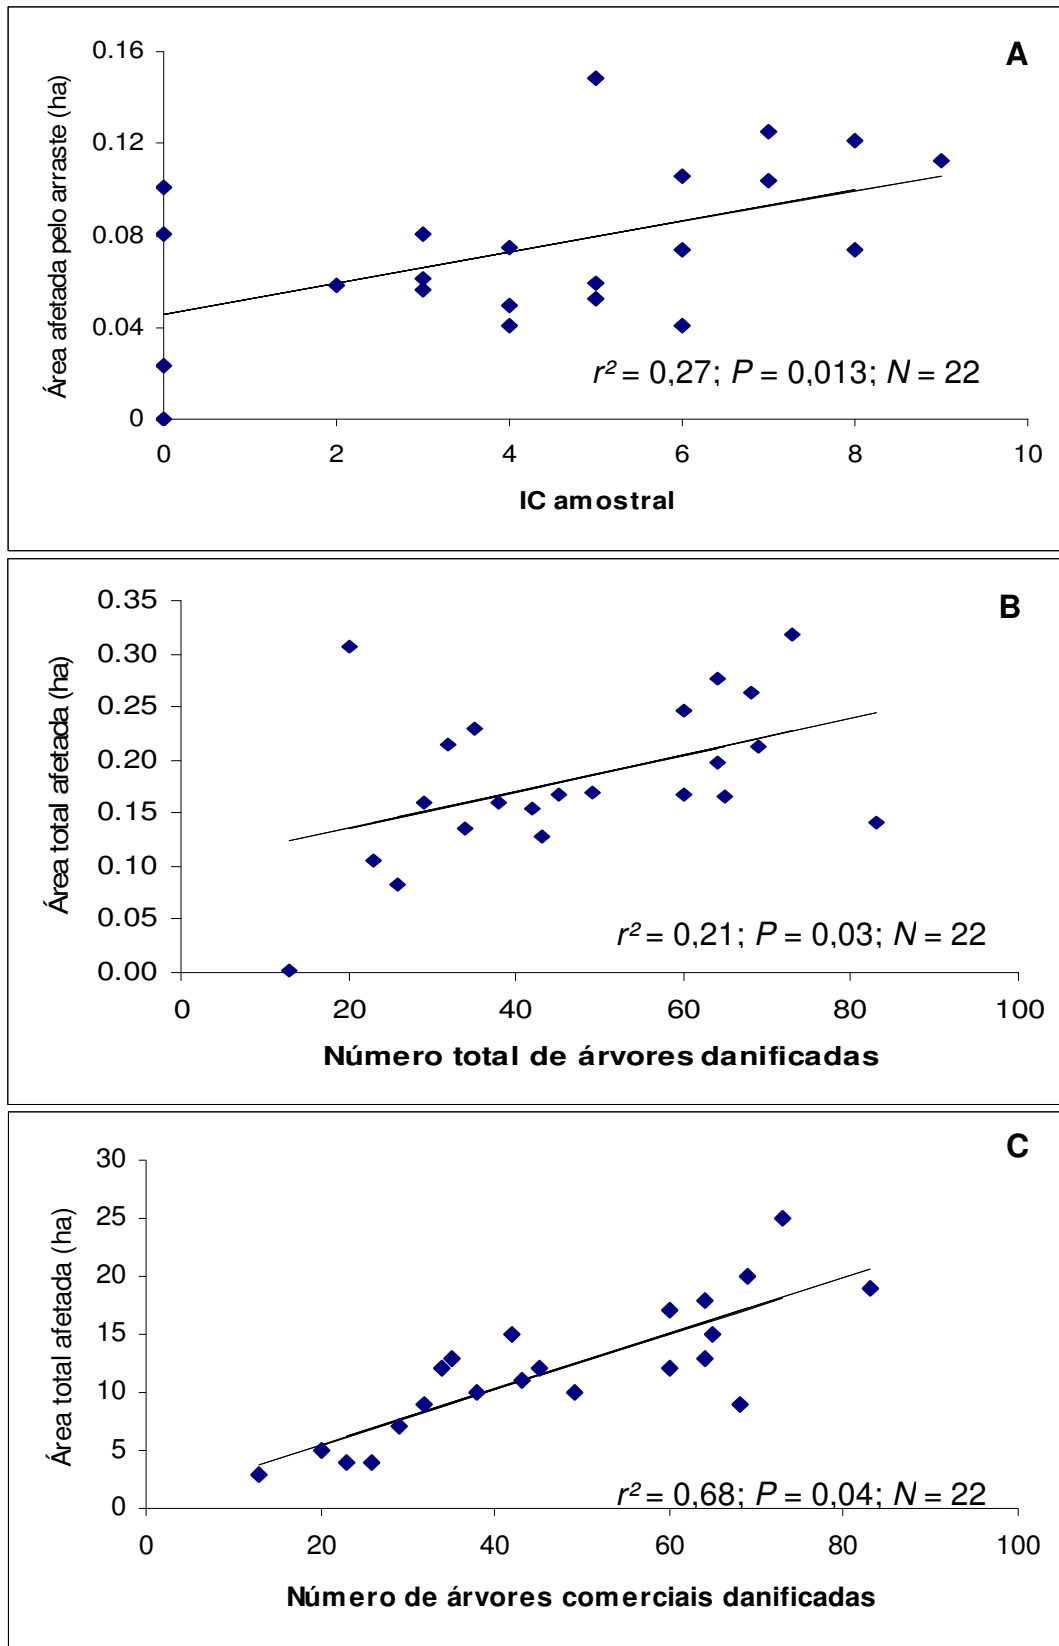 A
Área afetada pelo arraste (ha)
0.16
0.12
0.08
0.04
0
0 2 4 6 8 10
r² = 0,27; P = 0,013; N = 22
IC amostral
B
Área total afetada (ha)
0.35
0.30
0.25
0.20
0.15
0.10
0.05
0.00
0 20 40 60 80 100
r² = 0,21; P = 0,03; N = 22
Número total de árvores danificadas
C
Área total afetada (ha)
30
25
20
15
10
5
0
0 20 40 60 80 100
r² = 0,68; P = 0,04; N = 22
Número de árvores comerciais danificadas